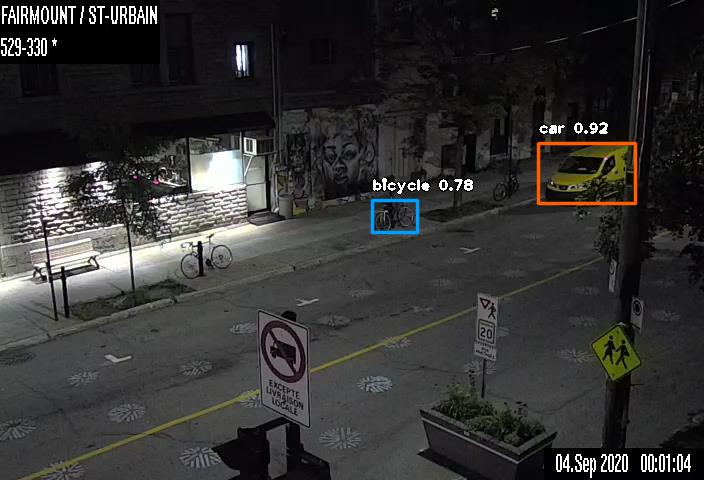 FAIRMOUNT / ST-URBAIN
529-330 *
car 0.92
bicycle 0.78
20
EXCEPTÉ
LIVRAISON
LOCALE
04.Sep 2020 00:01:04